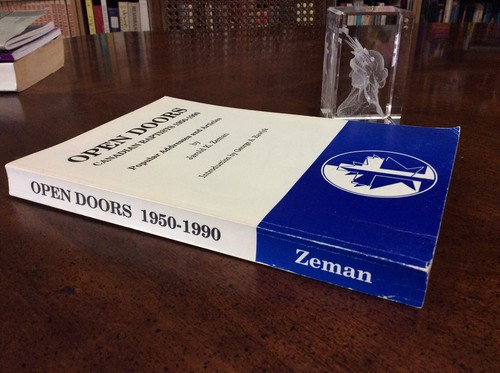 OPEN DOORS
CANADIAN BAPTISTS 1950-1990
Popular Addresses and Articles
by
Jarold K. Zeman
Introduction by George A. Rawlyk
OPEN DOORS 1950-1990
Zeman